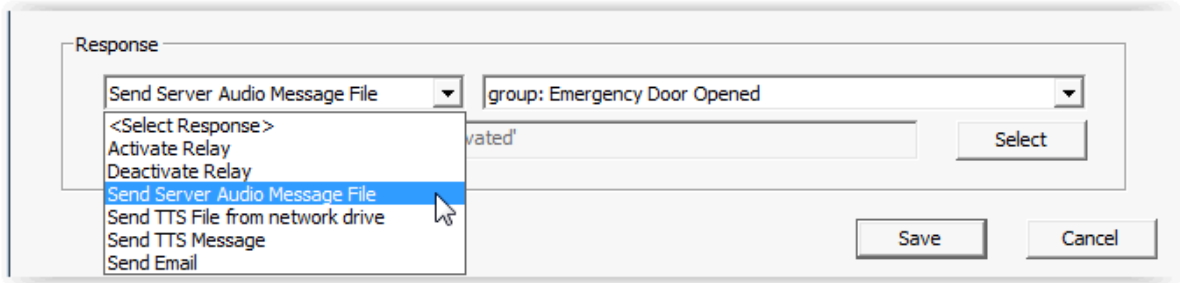 Response
Send Server Audio Message File group: Emergency Door Opened
<Select Response> vated' Select
Activate Relay
Deactivate Relay
Send Server Audio Message File
Send TTS File from network drive
Send TTS Message
Send Email
Save Cancel